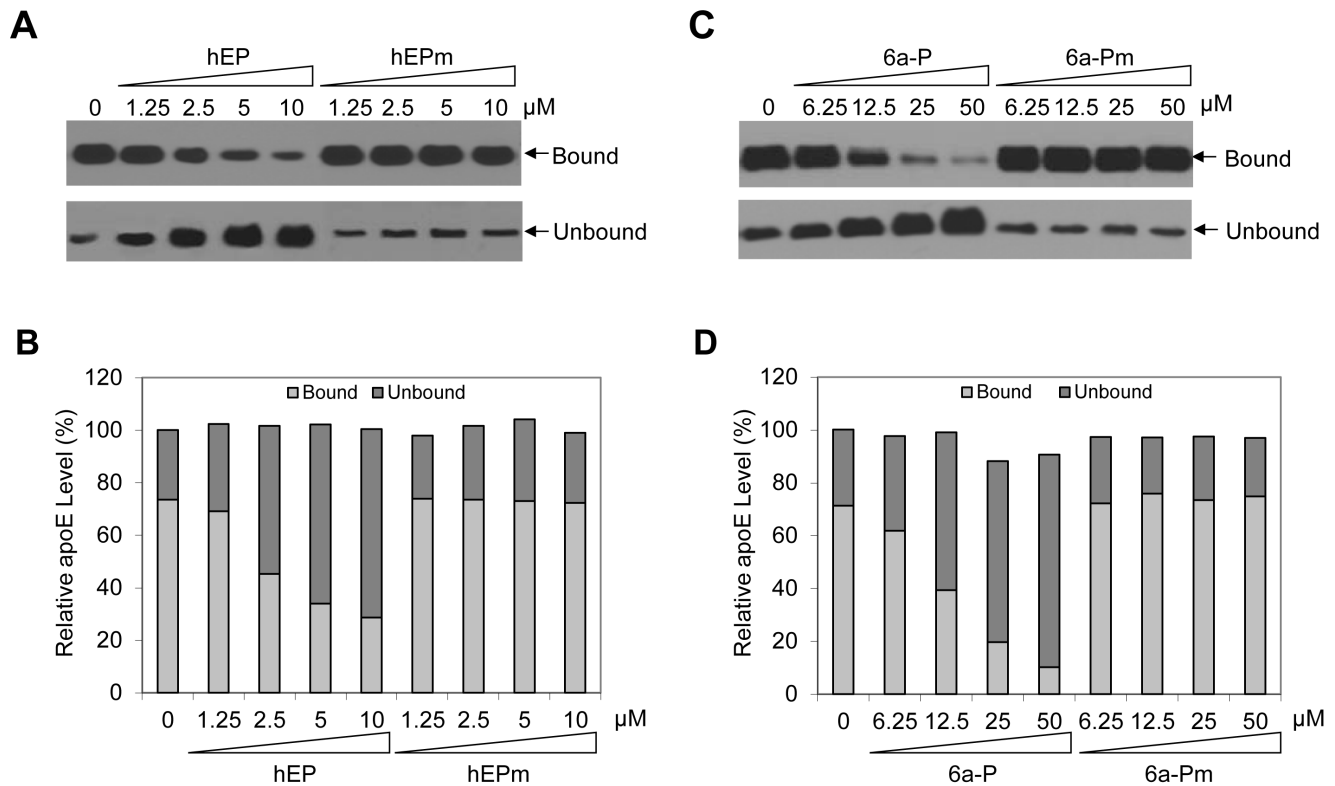 A
hEP hEPm
0 1.25 2.5 5 10 1.25 2.5 5 10 µM
Bound
Unbound
B
120
100
80
60
40
20
0
Relative apoE Level (%)
Bound Unbound
0 1.25 2.5 5 10 1.25 2.5 5 10 µM
hEP hEPm
C
6a-P 6a-Pm
0 6.25 12.5 25 50 6.25 12.5 25 50 µM
Bound
Unbound
D
120
100
80
60
40
20
0
Relative apoE Level (%)
Bound Unbound
0 6.25 12.5 25 50 6.25 12.5 25 50 µM
6a-P 6a-Pm